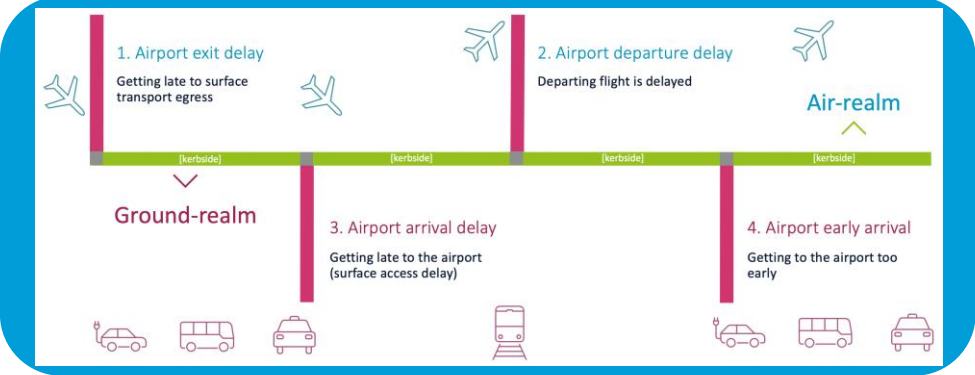 1. Airport exit delay
Getting late to surface
transport egress
2. Airport departure delay
Departing flight is delayed
Air-realm
[kerbside]
[kerbside]
[kerbside]
[kerbside]
Ground-realm
3. Airport arrival delay
Getting late to the airport
(surface access delay)
4. Airport early arrival
Getting to the airport too
early